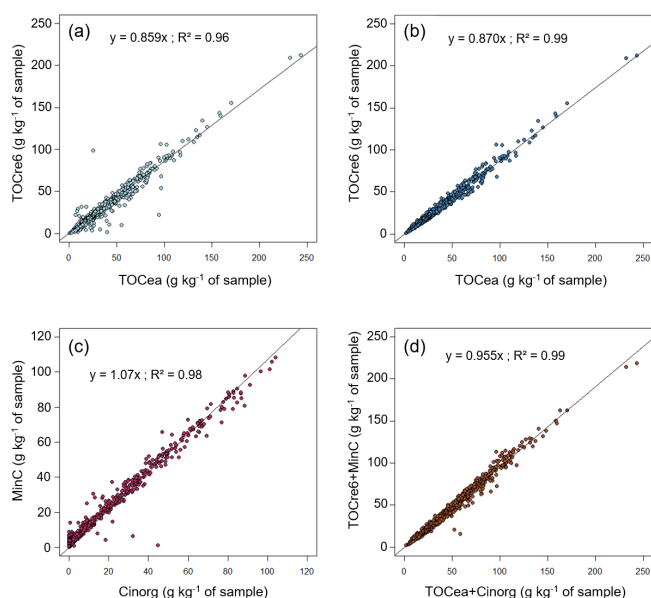 (a)
y = 0.859x ; R² = 0.96
250
200
150
100
50
0
TOCre6 (g kg⁻¹ of sample)
0 50 100 150 200 250
TOCea (g kg⁻¹ of sample)
(b)
y = 0.870x ; R² = 0.99
250
200
150
100
50
0
TOCre6 (g kg⁻¹ of sample)
0 50 100 150 200 250
TOCea (g kg⁻¹ of sample)
(c)
y = 1.07x ; R² = 0.98
120
100
80
60
40
20
0
MinC (g kg⁻¹ of sample)
0 20 40 60 80 100 120
Cinorg (g kg⁻¹ of sample)
(d)
y = 0.955x ; R² = 0.99
250
200
150
100
50
0
TOCre6+MinC (g kg⁻¹ of sample)
0 50 100 150 200 250
TOCea+Cinorg (g kg⁻¹ of sample)